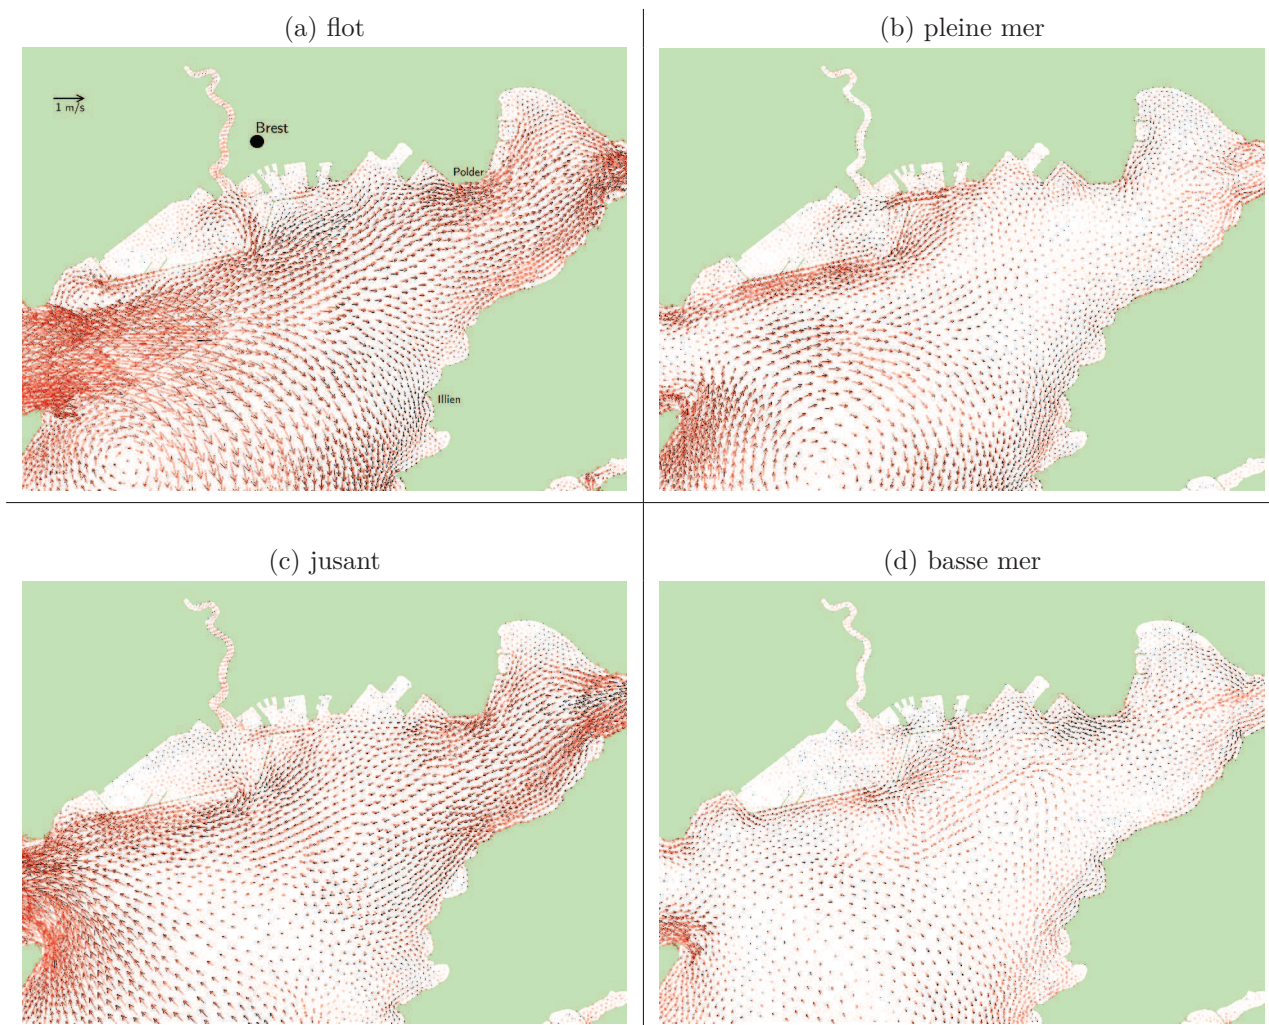 (a) flot
(b) pleine mer
1 m/s
Brest
Polder
Illien
(c) jusant
(d) basse mer